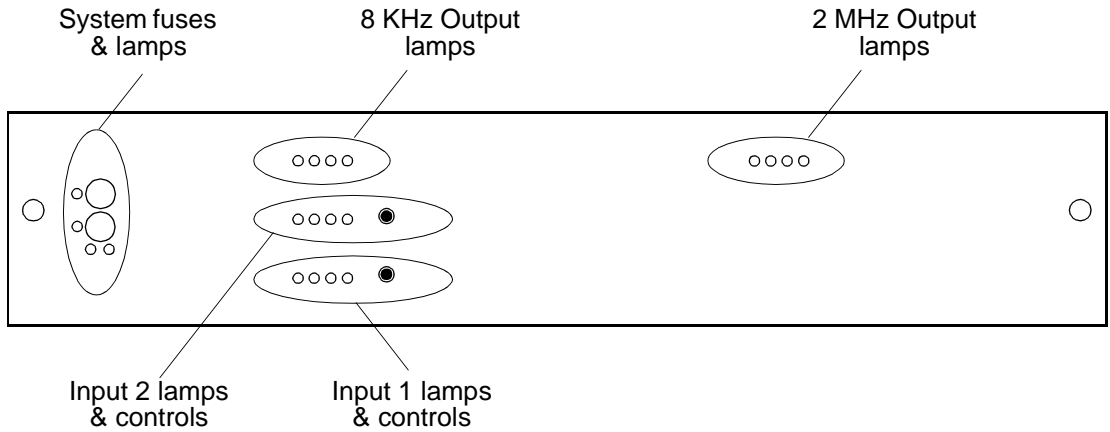 System fuses
& lamps
8 KHz Output
lamps
2 MHz Output
lamps
Input 2 lamps
& controls
Input 1 lamps
& controls